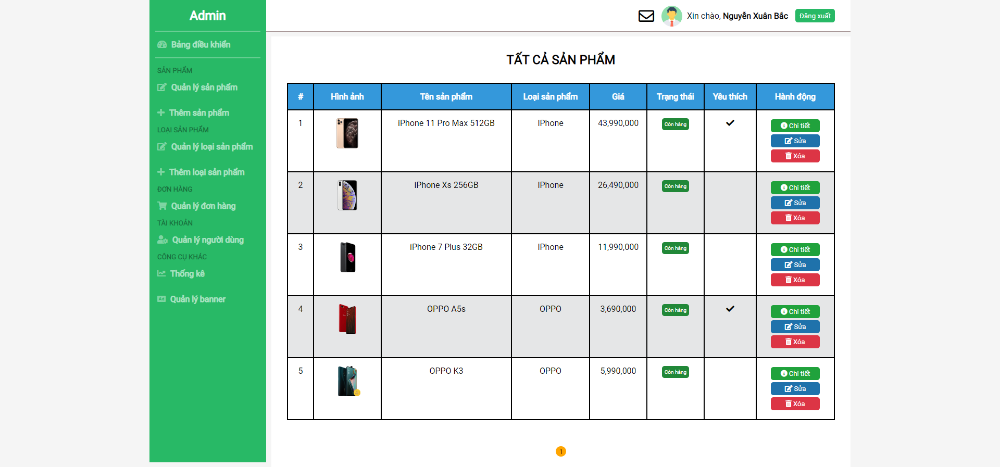 Admin
Bảng điều khiển
SẢN PHẨM
Quản lý sản phẩm
Thêm sản phẩm
LOẠI SẢN PHẨM
Quản lý loại sản phẩm
Thêm loại sản phẩm
ĐƠN HÀNG
Quản lý đơn hàng
TÀI KHOẢN
Quản lý người dùng
CÔNG CỤ KHÁC
Thống kê
Ad Quản lý banner
Xin chào, Nguyễn Xuân Bắc Đăng xuất
TẤT CẢ SẢN PHẨM
# Hình ảnh Tên sản phẩm Loại sản phẩm Giá Trạng thái Yêu thích Hành động
1 iPhone 11 Pro Max 512GB IPhone 43,990,000 Còn hàng Chi tiết
Sửa
Xóa
2 iPhone Xs 256GB IPhone 26,490,000 Còn hàng Chi tiết
Sửa
Xóa
3 iPhone 7 Plus 32GB IPhone 11,990,000 Còn hàng Chi tiết
Sửa
Xóa
4 OPPO A5s OPPO 3,690,000 Còn hàng Chi tiết
Sửa
Xóa
5 OPPO K3 OPPO 5,990,000 Còn hàng Chi tiết
Sửa
Xóa
1